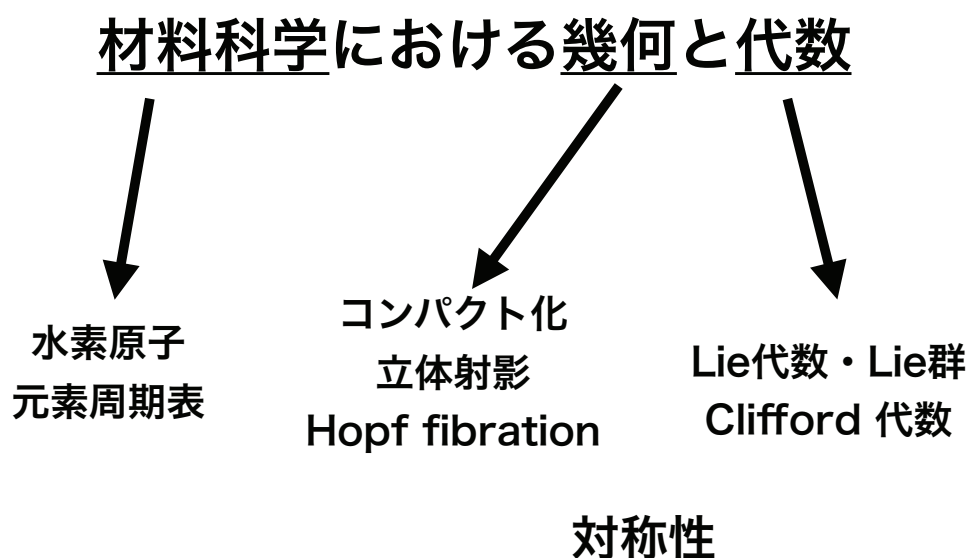 材料科学における幾何と代数
水素原子
元素周期表
コンパクト化
立体射影
Hopf fibration
Lie代数・Lie群
Clifford 代数
対称性